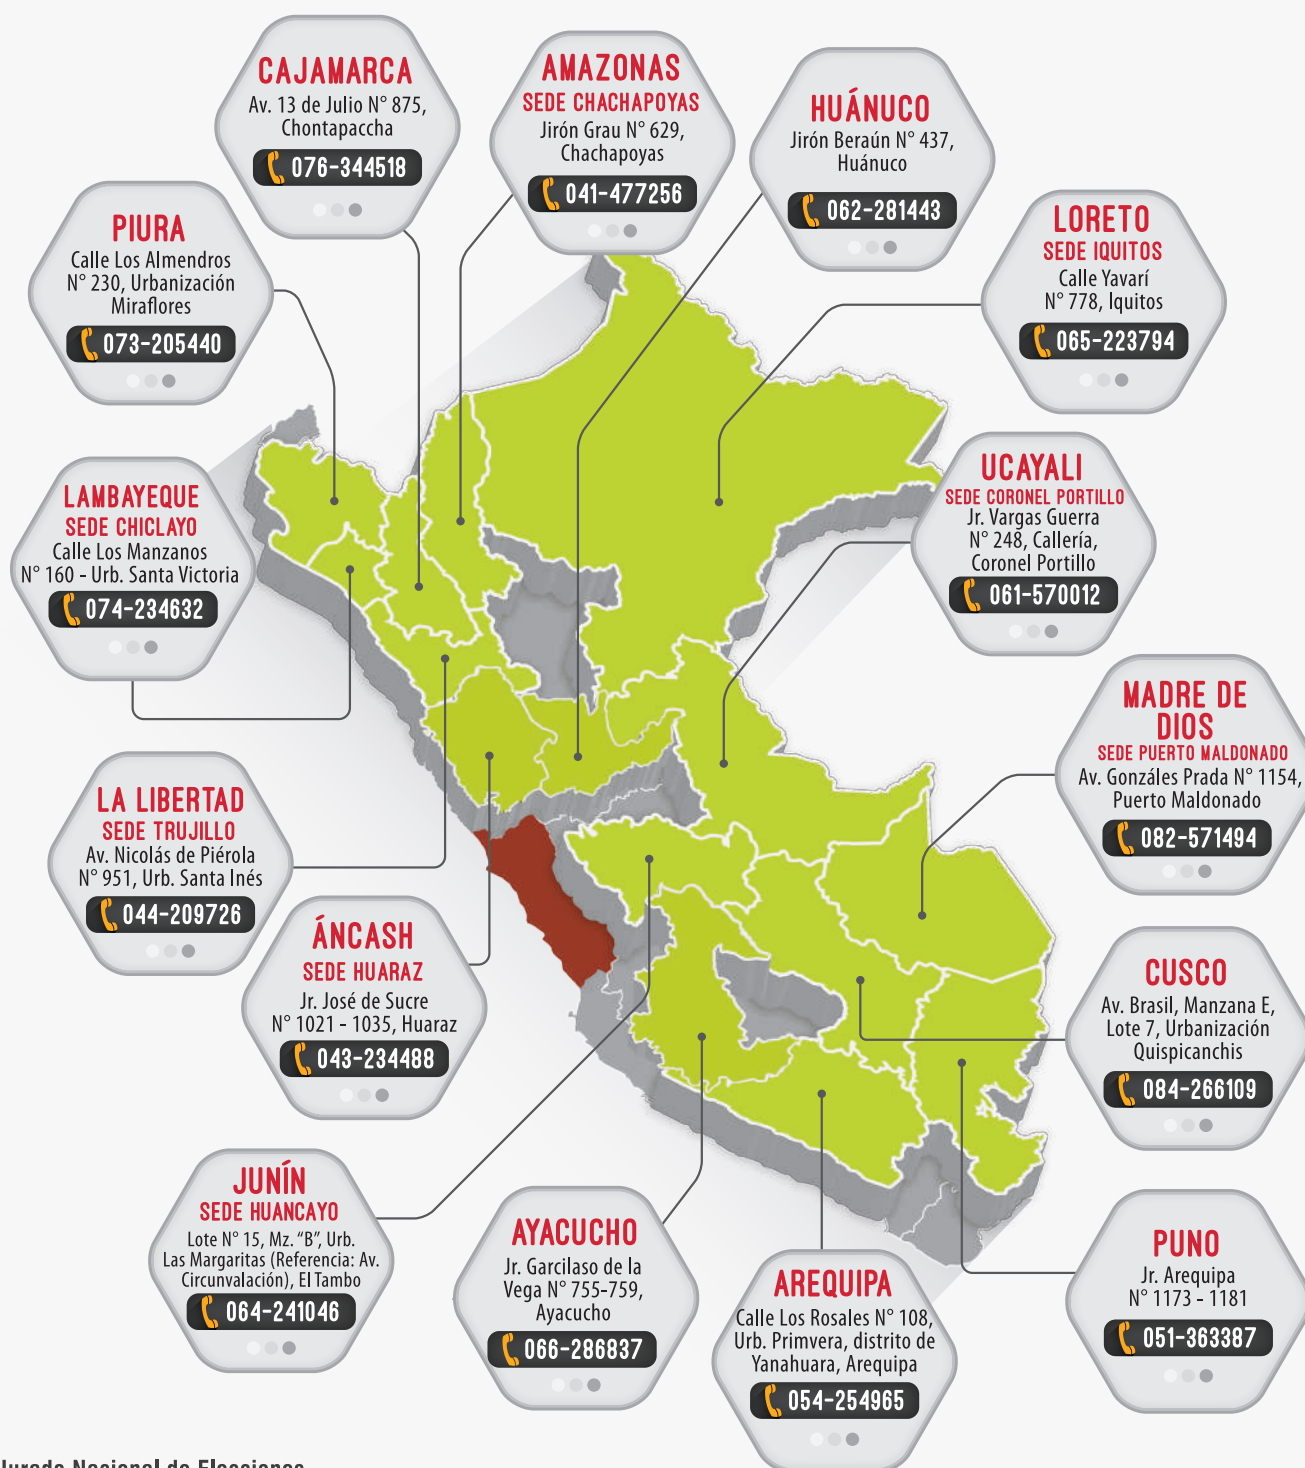 CAJAMARCA
Av. 13 de Julio N° 875,
Chontapaccha
076-344518
AMAZONAS
SEDE CHACHAPOYAS
Jirón Grau N° 629,
Chachapoyas
041-477256
HUÁNUCO
Jirón Beraún N° 437,
Huánuco
062-281443
PIURA
Calle Los Almendros
N° 230, Urbanización
Miraflores
073-205440
LORETO
SEDE IQUITOS
Calle Yavarí
N° 778, Iquitos
065-223794
LAMBAYEQUE
SEDE CHICLAYO
Calle Los Manzanos
N° 160 - Urb. Santa Victoria
074-234632
UCAYALI
SEDE CORONEL PORTILLO
Jr. Vargas Guerra
N° 248, Callería,
Coronel Portillo
061-570012
MADRE DE
DIOS
SEDE PUERTO MALDONADO
Av. Gonzáles Prada N° 1154,
Puerto Maldonado
082-571494
LA LIBERTAD
SEDE TRUJILLO
Av. Nicolás de Piérola
N° 951, Urb. Santa Inés
044-209726
ÁNCASH
SEDE HUARAZ
Jr. José de Sucre
N° 1021 - 1035, Huaraz
043-234488
CUSCO
Av. Brasil, Manzana E,
Lote 7, Urbanización
Quispicanchis
084-266109
JUNÍN
SEDE HUANCAYO
Lote N° 15, Mz. “B”, Urb.
Las Margaritas (Referencia: Av.
Circunvalación), El Tambo
064-241046
AYACUCHO
Jr. Garcilaso de la
Vega N° 755-759,
Ayacucho
066-286837
AREQUIPA
Calle Los Rosales N° 108,
Urb. Primvera, distrito de
Yanahuara, Arequipa
054-254965
PUNO
Jr. Arequipa
N° 1173 - 1181
051-363387
Jurado Nacional de Elecciones